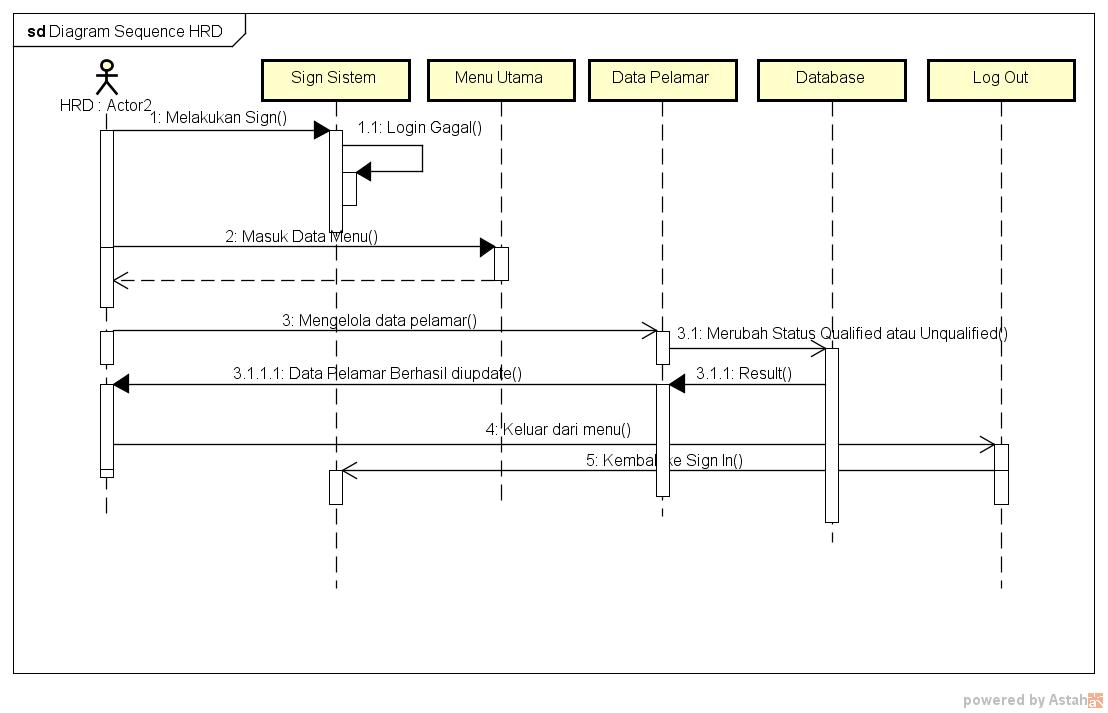 sd Diagram Sequence HRD
HRD : Actor2
Sign Sistem
Menu Utama
Data Pelamar
Database
Log Out
1: Melakukan Sign()
1.1: Login Gagal()
2: Masuk Data Menu()
3: Mengelola data pelamar()
3.1: Merubah Status Qualified atau Unqualified()
3.1.1.1: Data Pelamar Berhasil diupdate()
3.1.1: Result()
4: Keluar dari menu()
5: Kembali ke Sign In()
powered by Astah